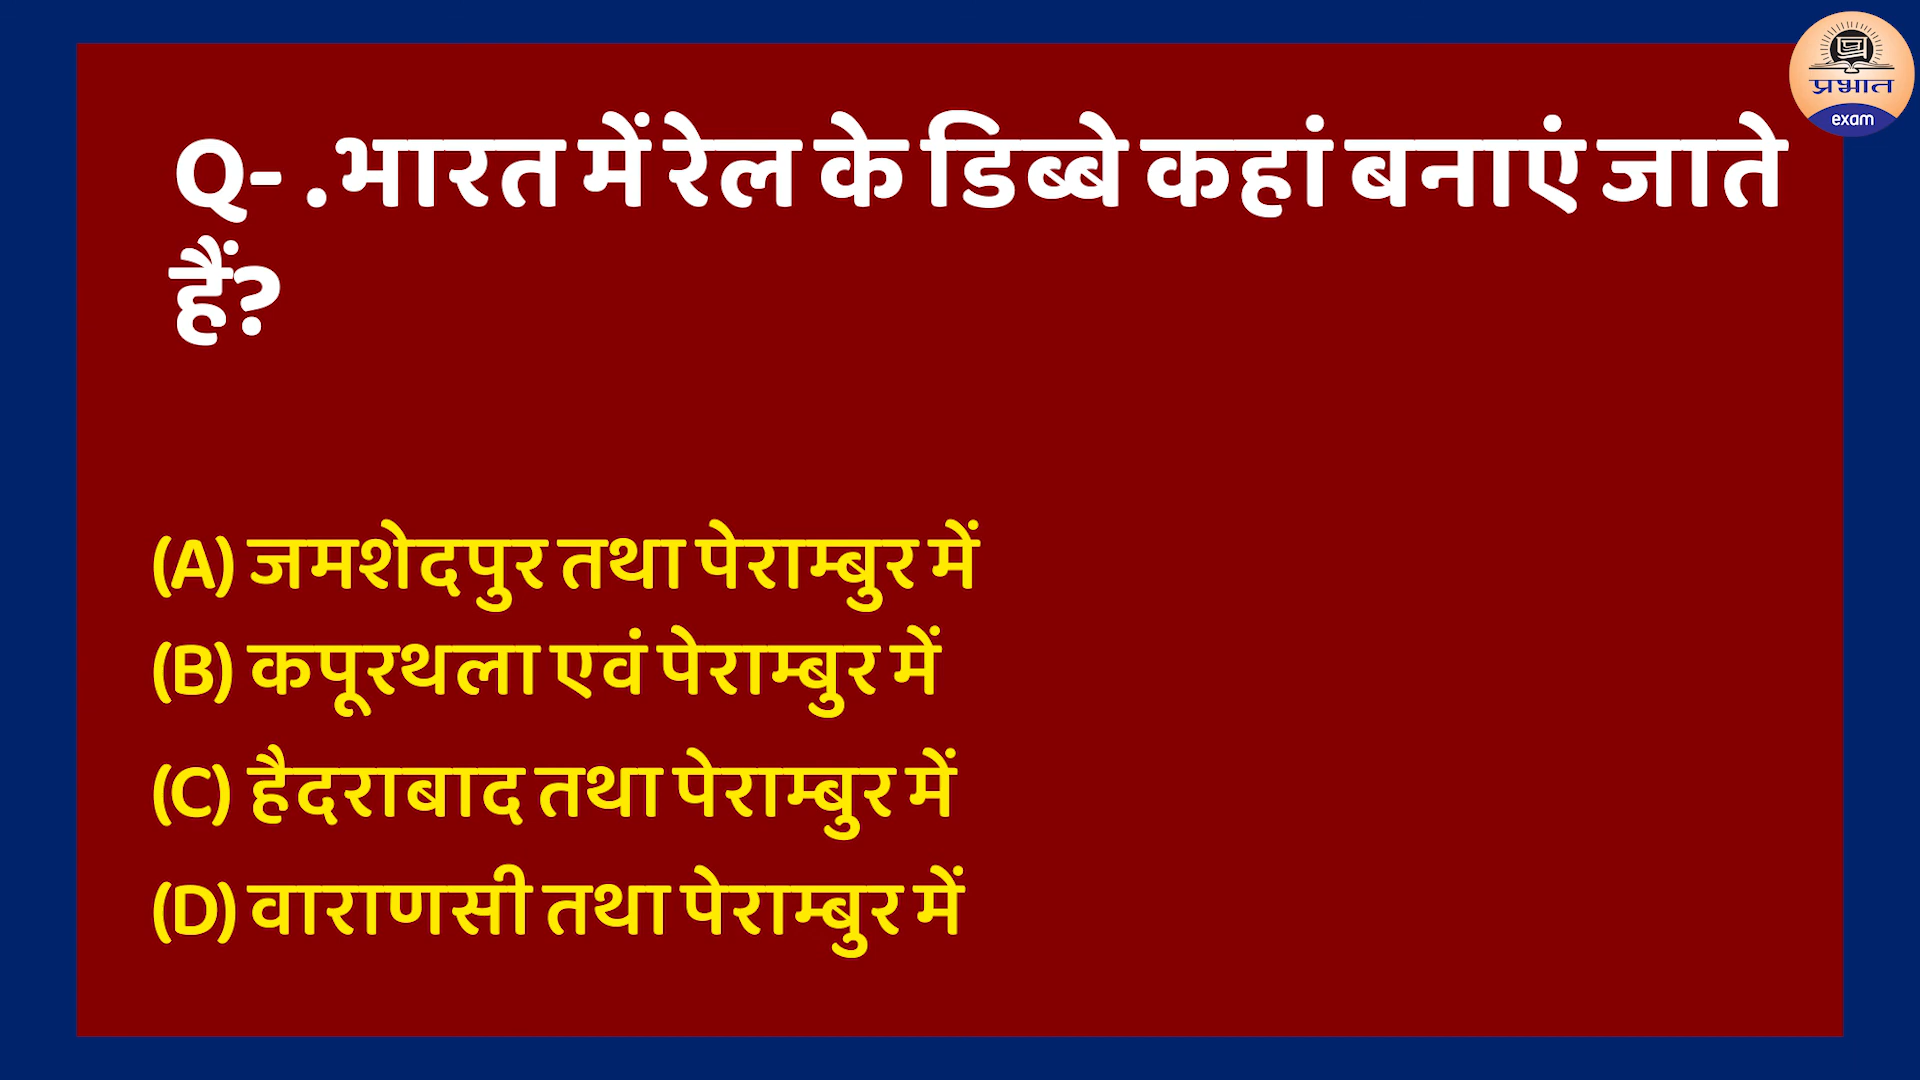 प्रभात
exam
Q- .भारत में रेल के डिब्बे कहां बनाएं जाते
हैं?
(A) जमशेदपुर तथा पेराम्बुर में
(B) कपूरथला एवं पेराम्बुर में
(C) हैदराबाद तथा पेराम्बुर में
(D) वाराणसी तथा पेराम्बुर में